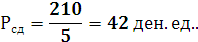 Рсд = 210/5 = 42 ден. ед..